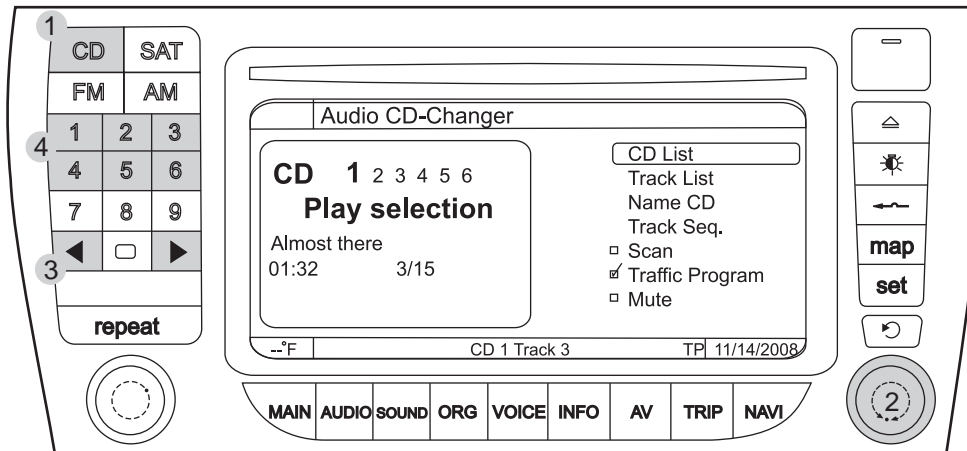 1
CD SAT
FM AM
1 2 3
4
4 5 6
7 8 9
3
repeat
Audio CD-Changer
CD 1 2 3 4 5 6
Play selection
Almost there
01:32 3/15
CD List
Track List
Name CD
Track Seq.
Scan
Traffic Program
Mute
--°F CD 1 Track 3 TP 11/14/2008
MAIN AUDIO SOUND ORG VOICE INFO AV TRIP NAVI
map
set
2